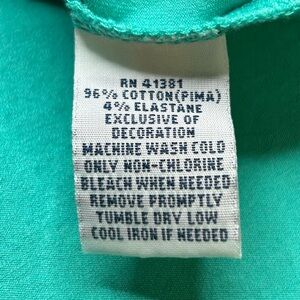 RN 41381
96% COTTON(PIMA)
4% ELASTANE
EXCLUSIVE OF
DECORATION
MACHINE WASH COLD
ONLY NON-CHLORINE
BLEACH WHEN NEEDED
REMOVE PROMPTLY
TUMBLE DRY LOW
COOL IRON IF NEEDED